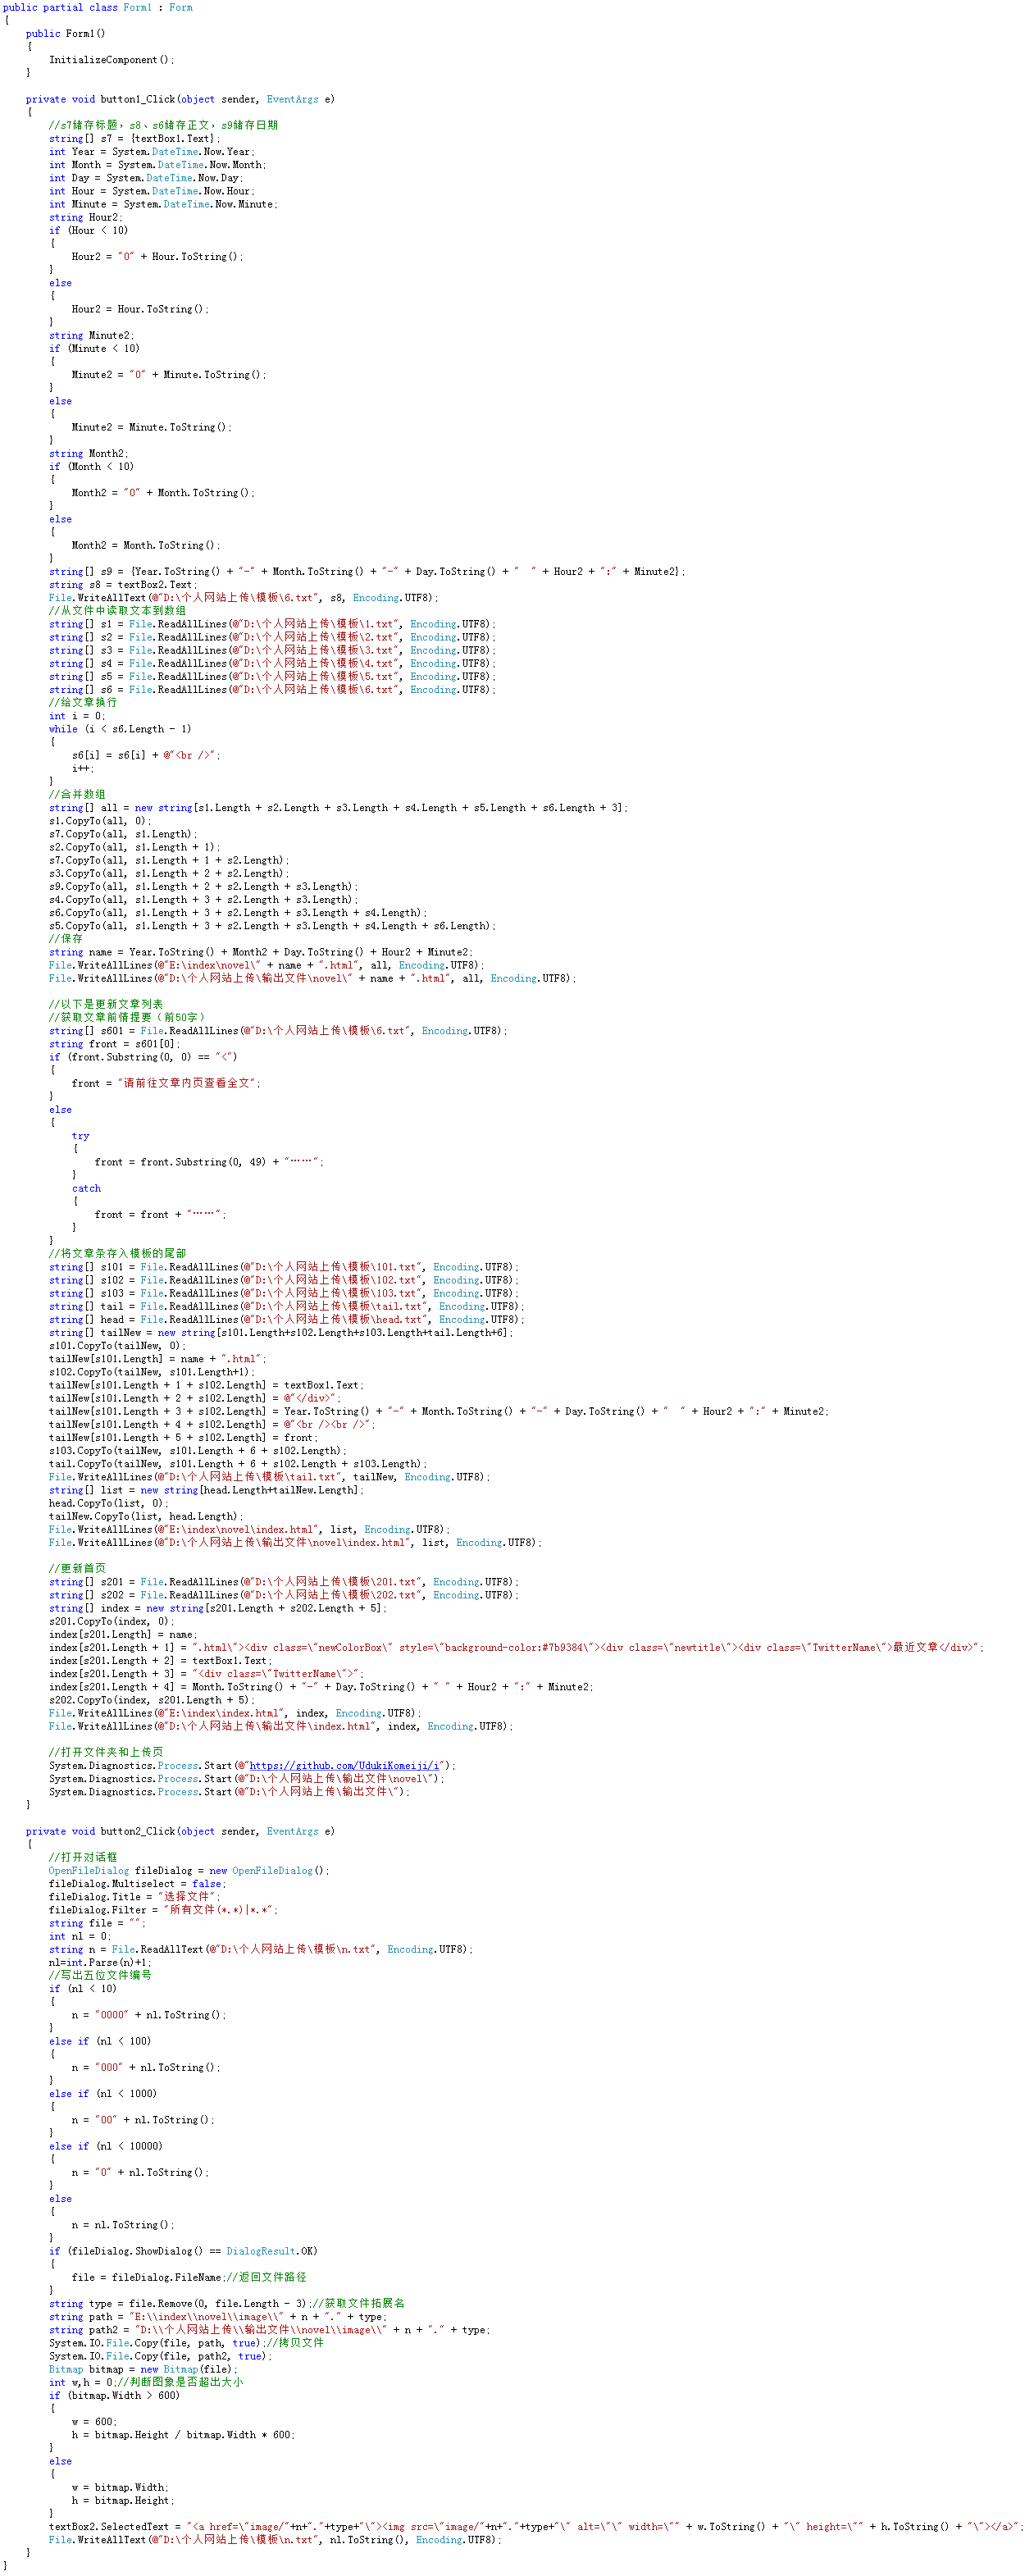 public partial class Form1 : Form
{
    public Form1()
    {
        InitializeComponent();
    }

    private void button1_Click(object sender, EventArgs e)
    {
        //s7储存标题，s8、s6储存正文，s9储存日期
        string[] s7 = {textBox1.Text};
        int Year = System.DateTime.Now.Year;
        int Month = System.DateTime.Now.Month;
        int Day = System.DateTime.Now.Day;
        int Hour = System.DateTime.Now.Hour;
        int Minute = System.DateTime.Now.Minute;
        string Hour2;
        if (Hour < 10)
        {
            Hour2 = "0" + Hour.ToString();
        }
        else
        {
            Hour2 = Hour.ToString();
        }
        string Minute2;
        if (Minute < 10)
        {
            Minute2 = "0" + Minute.ToString();
        }
        else
        {
            Minute2 = Minute.ToString();
        }
        string Month2;
        if (Month < 10)
        {
            Month2 = "0" + Month.ToString();
        }
        else
        {
            Month2 = Month.ToString();
        }
        string[] s9 = {Year.ToString() + "-" + Month.ToString() + "-" + Day.ToString() + "  " + Hour2 + ":" + Minute2};
        string s8 = textBox2.Text;
        File.WriteAllText(@"D:\个人网站上传\模板\6.txt", s8, Encoding.UTF8);
        //从文件中读取文本到数组
        string[] s1 = File.ReadAllLines(@"D:\个人网站上传\模板\1.txt", Encoding.UTF8);
        string[] s2 = File.ReadAllLines(@"D:\个人网站上传\模板\2.txt", Encoding.UTF8);
        string[] s3 = File.ReadAllLines(@"D:\个人网站上传\模板\3.txt", Encoding.UTF8);
        string[] s4 = File.ReadAllLines(@"D:\个人网站上传\模板\4.txt", Encoding.UTF8);
        string[] s5 = File.ReadAllLines(@"D:\个人网站上传\模板\5.txt", Encoding.UTF8);
        string[] s6 = File.ReadAllLines(@"D:\个人网站上传\模板\6.txt", Encoding.UTF8);
        //给文章换行
        int i = 0;
        while (i < s6.Length - 1)
        {
            s6[i] = s6[i] + @"<br />";
            i++;
        }
        //合并数组
        string[] all = new string[s1.Length + s2.Length + s3.Length + s4.Length + s5.Length + s6.Length + 3];
        s1.CopyTo(all, 0);
        s7.CopyTo(all, s1.Length);
        s2.CopyTo(all, s1.Length + 1);
        s7.CopyTo(all, s1.Length + 1 + s2.Length);
        s3.CopyTo(all, s1.Length + 2 + s2.Length);
        s9.CopyTo(all, s1.Length + 2 + s2.Length + s3.Length);
        s4.CopyTo(all, s1.Length + 3 + s2.Length + s3.Length);
        s6.CopyTo(all, s1.Length + 3 + s2.Length + s3.Length + s4.Length);
        s5.CopyTo(all, s1.Length + 3 + s2.Length + s3.Length + s4.Length + s6.Length);
        //保存
        string name = Year.ToString() + Month2 + Day.ToString() + Hour2 + Minute2;
        File.WriteAllLines(@"E:\index\novel\" + name + ".html", all, Encoding.UTF8);
        File.WriteAllLines(@"D:\个人网站上传\输出文件\novel\" + name + ".html", all, Encoding.UTF8);

        //以下是更新文章列表
        //获取文章前情提要（前50字）
        string[] s601 = File.ReadAllLines(@"D:\个人网站上传\模板\6.txt", Encoding.UTF8);
        string front = s601[0];
        if (front.Substring(0, 0) == "<")
        {
            front = "请前往文章内页查看全文";
        }
        else
        {
            try
            {
                front = front.Substring(0, 49) + "……";
            }
            catch
            {
                front = front + "……";
            }
        }
        //将文章条存入模板的尾部
        string[] s101 = File.ReadAllLines(@"D:\个人网站上传\模板\101.txt", Encoding.UTF8);
        string[] s102 = File.ReadAllLines(@"D:\个人网站上传\模板\102.txt", Encoding.UTF8);
        string[] s103 = File.ReadAllLines(@"D:\个人网站上传\模板\103.txt", Encoding.UTF8);
        string[] tail = File.ReadAllLines(@"D:\个人网站上传\模板\tail.txt", Encoding.UTF8);
        string[] head = File.ReadAllLines(@"D:\个人网站上传\模板\head.txt", Encoding.UTF8);
        string[] tailNew = new string[s101.Length+s102.Length+s103.Length+tail.Length+6];
        s101.CopyTo(tailNew, 0);
        tailNew[s101.Length] = name + ".html";
        s102.CopyTo(tailNew, s101.Length+1);
        tailNew[s101.Length + 1 + s102.Length] = textBox1.Text;
        tailNew[s101.Length + 2 + s102.Length] = @"</div>";
        tailNew[s101.Length + 3 + s102.Length] = Year.ToString() + "-" + Month.ToString() + "-" + Day.ToString() + "  " + Hour2 + ":" + Minute2;
        tailNew[s101.Length + 4 + s102.Length] = @"<br /><br />";
        tailNew[s101.Length + 5 + s102.Length] = front;
        s103.CopyTo(tailNew, s101.Length + 6 + s102.Length);
        tail.CopyTo(tailNew, s101.Length + 6 + s102.Length + s103.Length);
        File.WriteAllLines(@"D:\个人网站上传\模板\tail.txt", tailNew, Encoding.UTF8);
        string[] list = new string[head.Length+tailNew.Length];
        head.CopyTo(list, 0);
        tailNew.CopyTo(list, head.Length);
        File.WriteAllLines(@"E:\index\novel\index.html", list, Encoding.UTF8);
        File.WriteAllLines(@"D:\个人网站上传\输出文件\novel\index.html", list, Encoding.UTF8);

        //更新首页
        string[] s201 = File.ReadAllLines(@"D:\个人网站上传\模板\201.txt", Encoding.UTF8);
        string[] s202 = File.ReadAllLines(@"D:\个人网站上传\模板\202.txt", Encoding.UTF8);
        string[] index = new string[s201.Length + s202.Length + 5];
        s201.CopyTo(index, 0);
        index[s201.Length] = name;
        index[s201.Length + 1] = ".html\"><div class=\"newColorBox\" style=\"background-color:#7b9384\"><div class=\"newtitle\"><div class=\"TwitterName\">最近文章</div>";
        index[s201.Length + 2] = textBox1.Text;
        index[s201.Length + 3] = "<div class=\"TwitterName\">";
        index[s201.Length + 4] = Month.ToString() + "-" + Day.ToString() + " " + Hour2 + ":" + Minute2;
        s202.CopyTo(index, s201.Length + 5);
        File.WriteAllLines(@"E:\index\index.html", index, Encoding.UTF8);
        File.WriteAllLines(@"D:\个人网站上传\输出文件\index.html", index, Encoding.UTF8);

        //打开文件夹和上传页
        System.Diagnostics.Process.Start(@"https://github.com/UdukiKomeiji/i");
        System.Diagnostics.Process.Start(@"D:\个人网站上传\输出文件\novel\");
        System.Diagnostics.Process.Start(@"D:\个人网站上传\输出文件\");
    }

    private void button2_Click(object sender, EventArgs e)
    {
        //打开对话框
        OpenFileDialog fileDialog = new OpenFileDialog();
        fileDialog.Multiselect = false;
        fileDialog.Title = "选择文件";
        fileDialog.Filter = "所有文件(*.*)|*.*";
        string file = "";
        int nl = 0;
        string n = File.ReadAllText(@"D:\个人网站上传\模板\n.txt", Encoding.UTF8);
        nl=int.Parse(n)+1;
        //写出五位文件编号
        if (nl < 10)
        {
            n = "0000" + nl.ToString();
        }
        else if (nl < 100)
        {
            n = "000" + nl.ToString();
        }
        else if (nl < 1000)
        {
            n = "00" + nl.ToString();
        }
        else if (nl < 10000)
        {
            n = "0" + nl.ToString();
        }
        else
        {
            n = nl.ToString();
        }
        if (fileDialog.ShowDialog() == DialogResult.OK)
        {
            file = fileDialog.FileName;//返回文件路径
        }
        string type = file.Remove(0, file.Length - 3);//获取文件拓展名
        string path = "E:\\index\\novel\\image\\" + n + "." + type;
        string path2 = "D:\\个人网站上传\\输出文件\\novel\\image\\" + n + "." + type;
        System.IO.File.Copy(file, path, true);//拷贝文件
        System.IO.File.Copy(file, path2, true);
        Bitmap bitmap = new Bitmap(file);
        int w,h = 0;//判断图象是否超出大小
        if (bitmap.Width > 600)
        {
            w = 600;
            h = bitmap.Height / bitmap.Width * 600;
        }
        else
        {
            w = bitmap.Width;
            h = bitmap.Height;
        }
        textBox2.SelectedText = "<a href=\"image/"+n+"."+type+"\"><img src=\"image/"+n+"."+type+"\" alt=\"\" width=\"" + w.ToString() + "\" height=\"" + h.ToString() + "\"></a>";
        File.WriteAllText(@"D:\个人网站上传\模板\n.txt", nl.ToString(), Encoding.UTF8);
    }
}